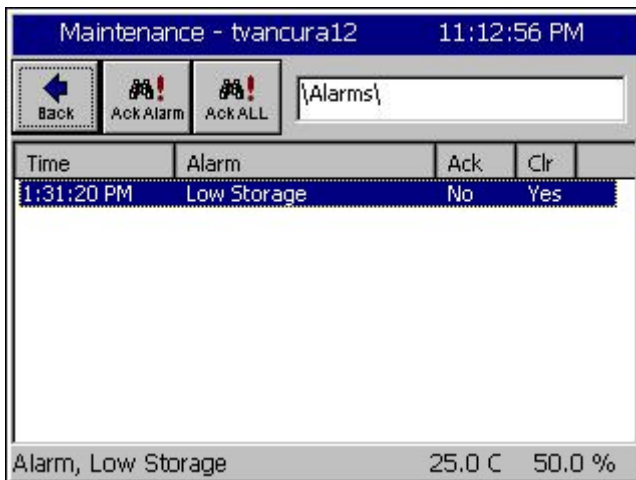 Maintenance - tvancura12 11:12:56 PM
Back Ack Alarm Ack ALL \Alarms\
Time Alarm Ack Clr
1:31:20 PM Low Storage No Yes
Alarm, Low Storage 25.0 C 50.0 %